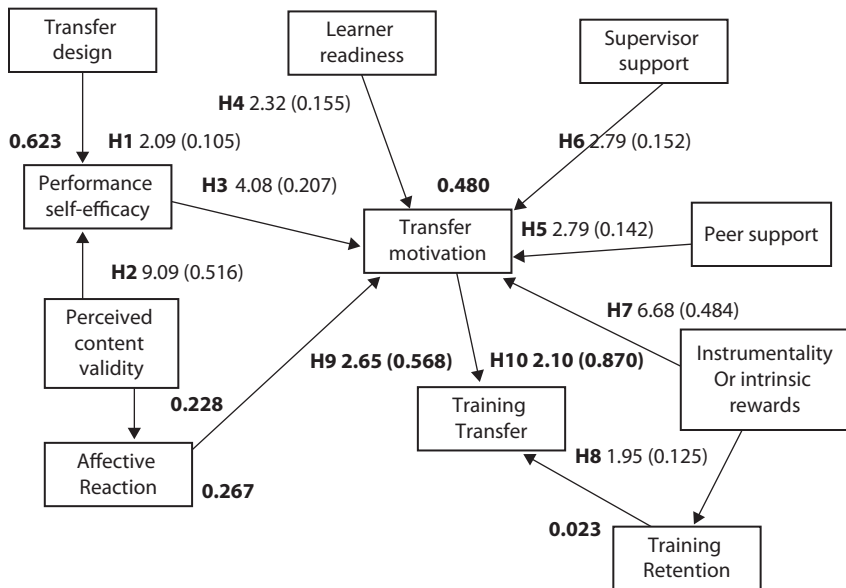 Transfer
design
Learner
readiness
Supervisor
support
H4 2.32 (0.155)
0.623
H1 2.09 (0.105)
H6 2.79 (0.152)
Performance
self-efficacy
H3 4.08 (0.207)
0.480
Transfer
motivation
H5 2.79 (0.142)
Peer support
H2 9.09 (0.516)
Perceived
content
validity
H7 6.68 (0.484)
H9 2.65 (0.568)
H10 2.10 (0.870)
Instrumentality
Or intrinsic
rewards
0.228
Training
Transfer
Affective
Reaction
0.267
H8 1.95 (0.125)
0.023
Training
Retention